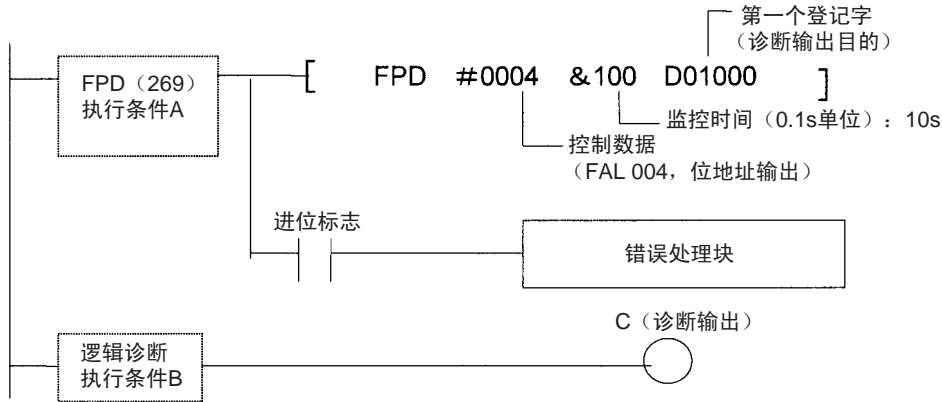 第一个登记字
（诊断输出目的）
FPD（269）
执行条件A
[ FPD #0004 &100 D01000 ]
监控时间（0.1s单位）：10s
控制数据
（FAL 004，位地址输出）
进位标志
错误处理块
C（诊断输出）
逻辑诊断
执行条件B